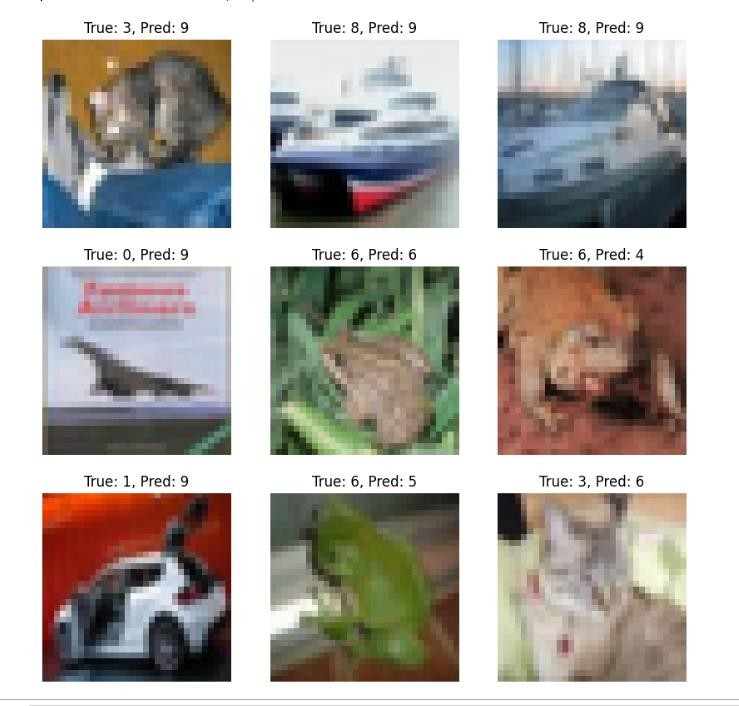 True: 3, Pred: 9
True: 8, Pred: 9
True: 8, Pred: 9
True: 0, Pred: 9
True: 6, Pred: 6
True: 6, Pred: 4
True: 1, Pred: 9
True: 6, Pred: 5
True: 3, Pred: 6